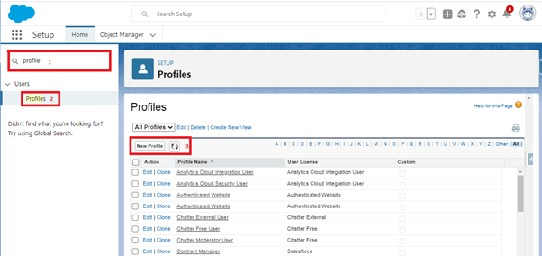 Search Setup
Setup
Home
Object Manager
profile 1
Users
Profiles 2
Didn't find what you're looking for?
Try using Global Search.
SETUP
Profiles
Profiles
Help for this Page
All Profiles Edit | Delete | Create New View
New Profile 3
A B C D E F G H I J K L M N O P Q R S T U V W X Y Z Other All
Action Profile Name User License Custom
Edit | Clone Analytics Cloud Integration User Analytics Cloud Integration User
Edit | Clone Analytics Cloud Security User Analytics Cloud Integration User
Edit | Clone Authenticated Website Authenticated Website
Edit | Clone Authenticated Website Authenticated Website
Edit | Clone Chatter External User Chatter External
Edit | Clone Chatter Free User Chatter Free
Edit | Clone Chatter Moderator User Chatter Free
Edit | Clone Contract Manager Salesforce